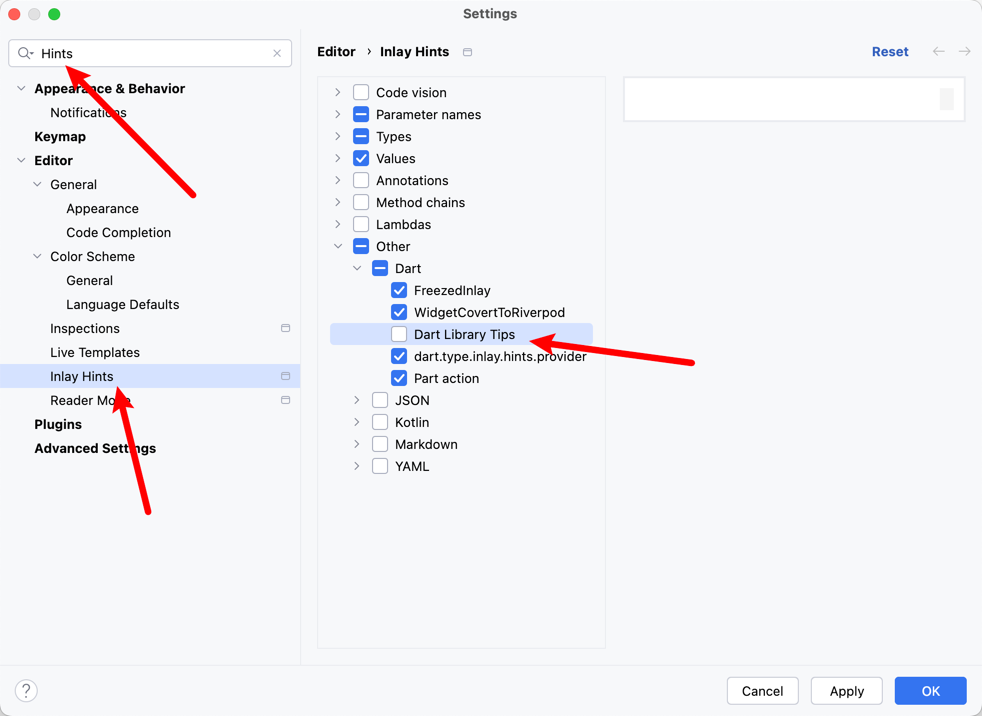 Settings
Hints
Appearance & Behavior
Notifications
Keymap
Editor
General
Appearance
Code Completion
Color Scheme
General
Language Defaults
Inspections
Live Templates
Inlay Hints
Reader Mode
Plugins
Advanced Settings
Editor › Inlay Hints
Reset
Code vision
Parameter names
Types
Values
Annotations
Method chains
Lambdas
Other
Dart
FreezedInlay
WidgetCovertToRiverpod
Dart Library Tips
dart.type.inlay.hints.provider
Part action
JSON
Kotlin
Markdown
YAML
?
Cancel
Apply
OK